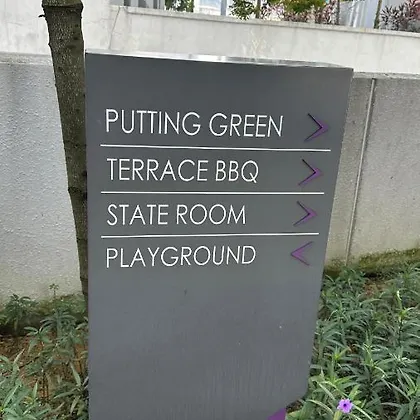 PUTTING GREEN
TERRACE BBQ
STATE ROOM
PLAYGROUND